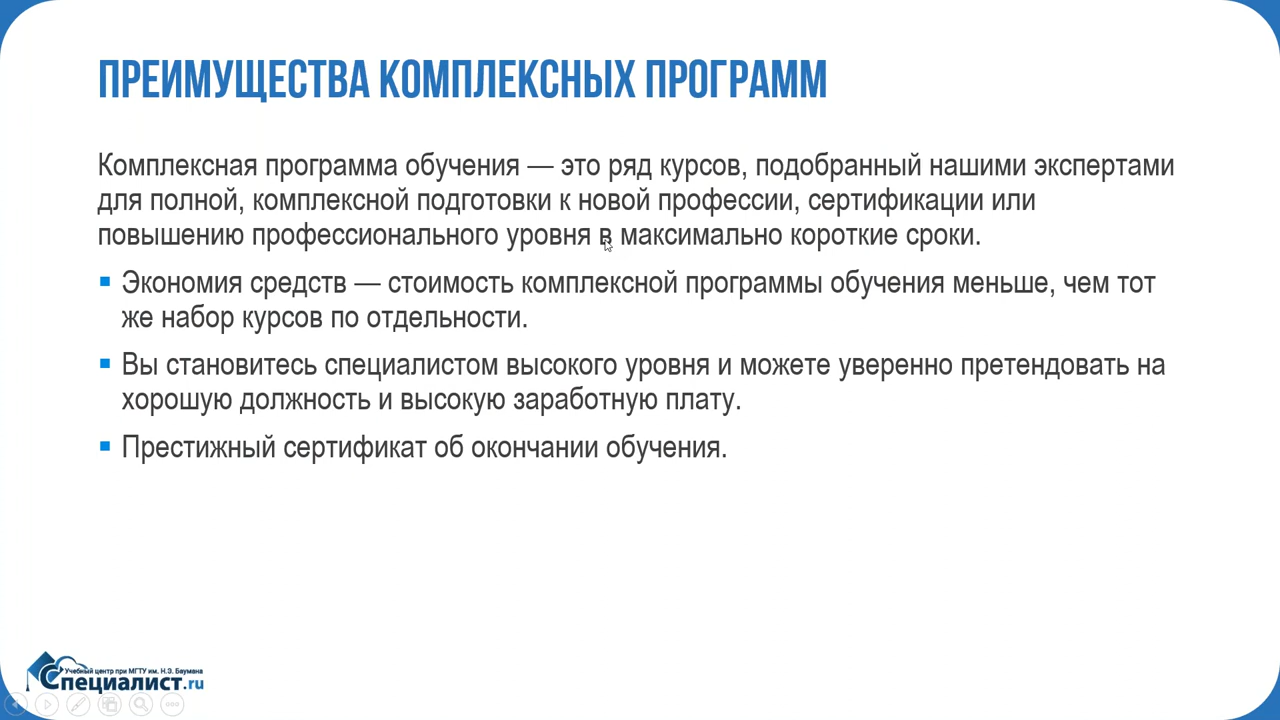 ПРЕИМУЩЕСТВА КОМПЛЕКСНЫХ ПРОГРАММ
Комплексная программа обучения — это ряд курсов, подобранный нашими экспертами
для полной, комплексной подготовки к новой профессии, сертификации или
повышению профессионального уровня в максимально короткие сроки.
Экономия средств — стоимость комплексной программы обучения меньше, чем тот
же набор курсов по отдельности.
Вы становитесь специалистом высокого уровня и можете уверенно претендовать на
хорошую должность и высокую заработную плату.
Престижный сертификат об окончании обучения.
Учебный центр при МГТУ им. Н.Э. Баумана
Специалист.ru